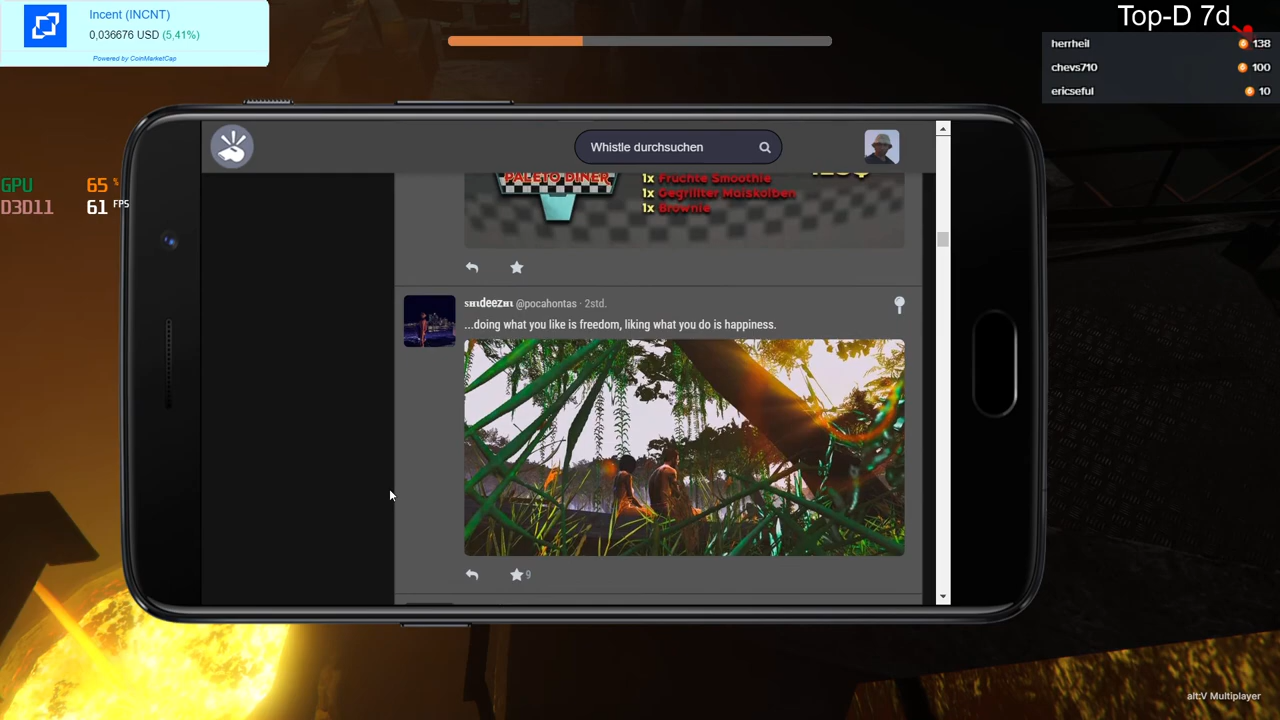 Incent (INCNT)
0,036676 USD (5,41%)
Powered by CoinMarketCap
Top-D 7d
herrheil 138
chevs710 100
ericseful 10
GPU 65 %
D3D11 61 FPS
Whistle durchsuchen
PALETO DINER
1x Früchte Smoothie
1x Gegrillter Maiskolben
1x Brownie
@pocahontas · 2std.
...doing what you like is freedom, liking what you do is happiness.
9
alt:V Multiplayer